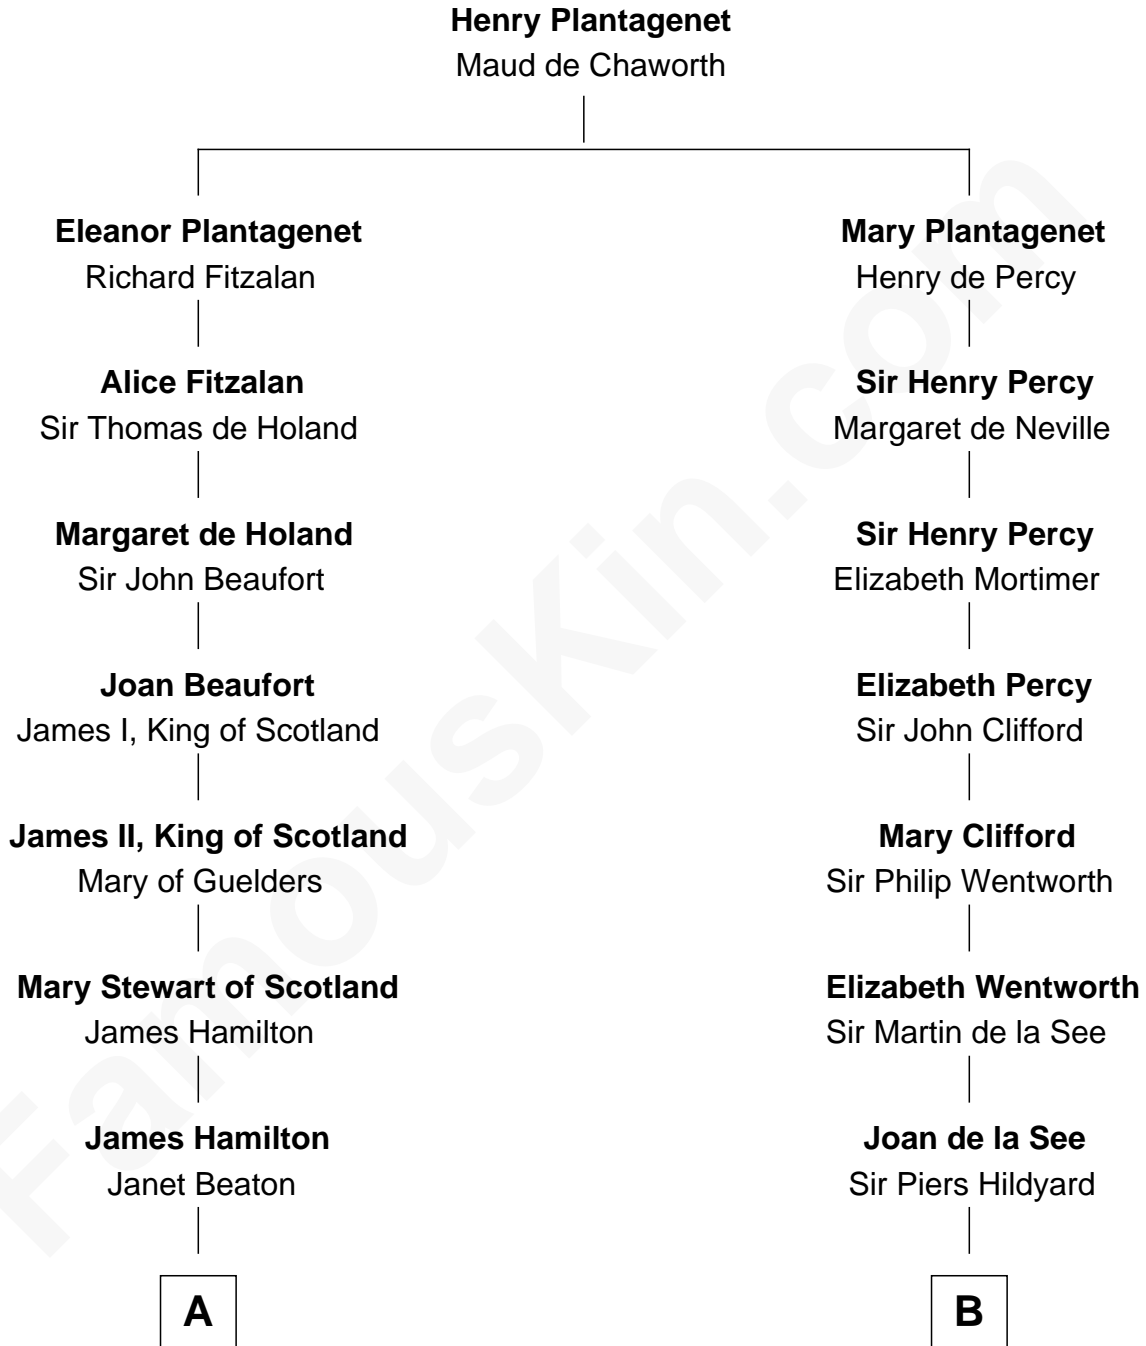 Henry Plantagenet
Maud de Chaworth
Eleanor Plantagenet
Richard Fitzalan
Mary Plantagenet
Henry de Percy
Alice Fitzalan
Sir Thomas de Holand
Sir Henry Percy
Margaret de Neville
Margaret de Holand
Sir John Beaufort
Sir Henry Percy
Elizabeth Mortimer
Joan Beaufort
James I, King of Scotland
Elizabeth Percy
Sir John Clifford
James II, King of Scotland
Mary of Guelders
Mary Clifford
Sir Philip Wentworth
Mary Stewart of Scotland
James Hamilton
Elizabeth Wentworth
Sir Martin de la See
James Hamilton
Janet Beaton
Joan de la See
Sir Piers Hildyard
A
B
FamousKin.com